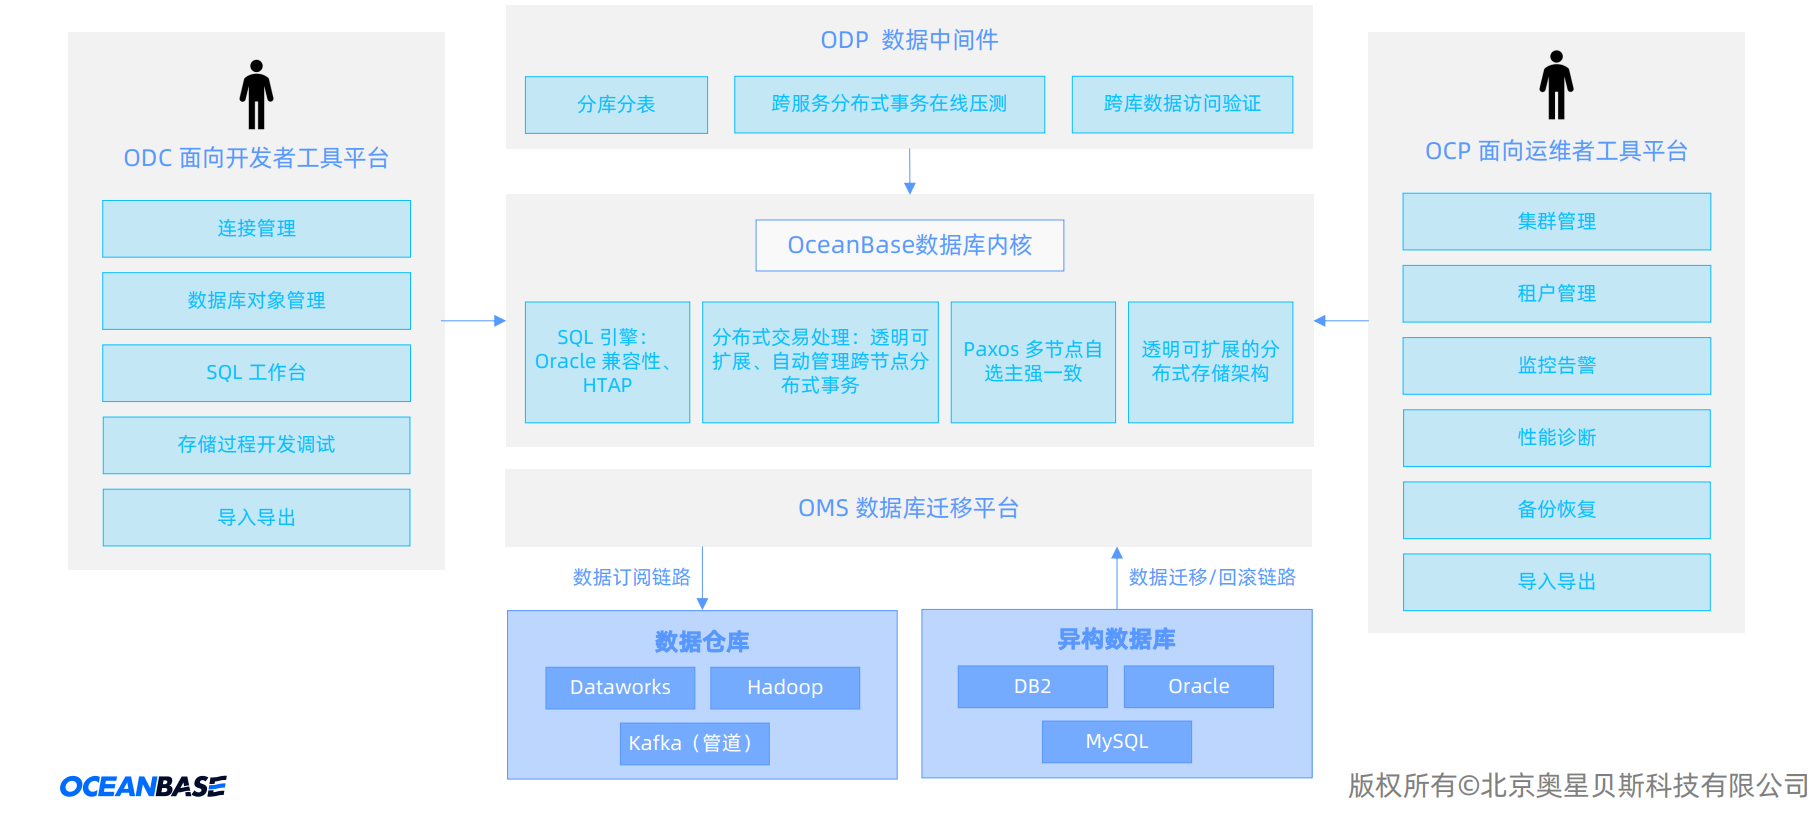 ODP 数据中间件
分库分表
跨服务分布式事务在线压测
跨库数据访问验证
ODC 面向开发者工具平台
连接管理
数据库对象管理
SQL 工作台
存储过程开发调试
导入导出
OceanBase数据库内核
SQL 引擎：
Oracle 兼容性、
HTAP
分布式交易处理：透明可
扩展、自动管理跨节点分
布式事务
Paxos 多节点自
选主强一致
透明可扩展的分
布式存储架构
OCP 面向运维者工具平台
集群管理
租户管理
监控告警
性能诊断
备份恢复
导入导出
OMS 数据库迁移平台
数据订阅链路
数据迁移/回滚链路
数据仓库
Dataworks
Hadoop
Kafka（管道）
异构数据库
DB2
Oracle
MySQL
OCEANBASE
版权所有©北京奥星贝斯科技有限公司